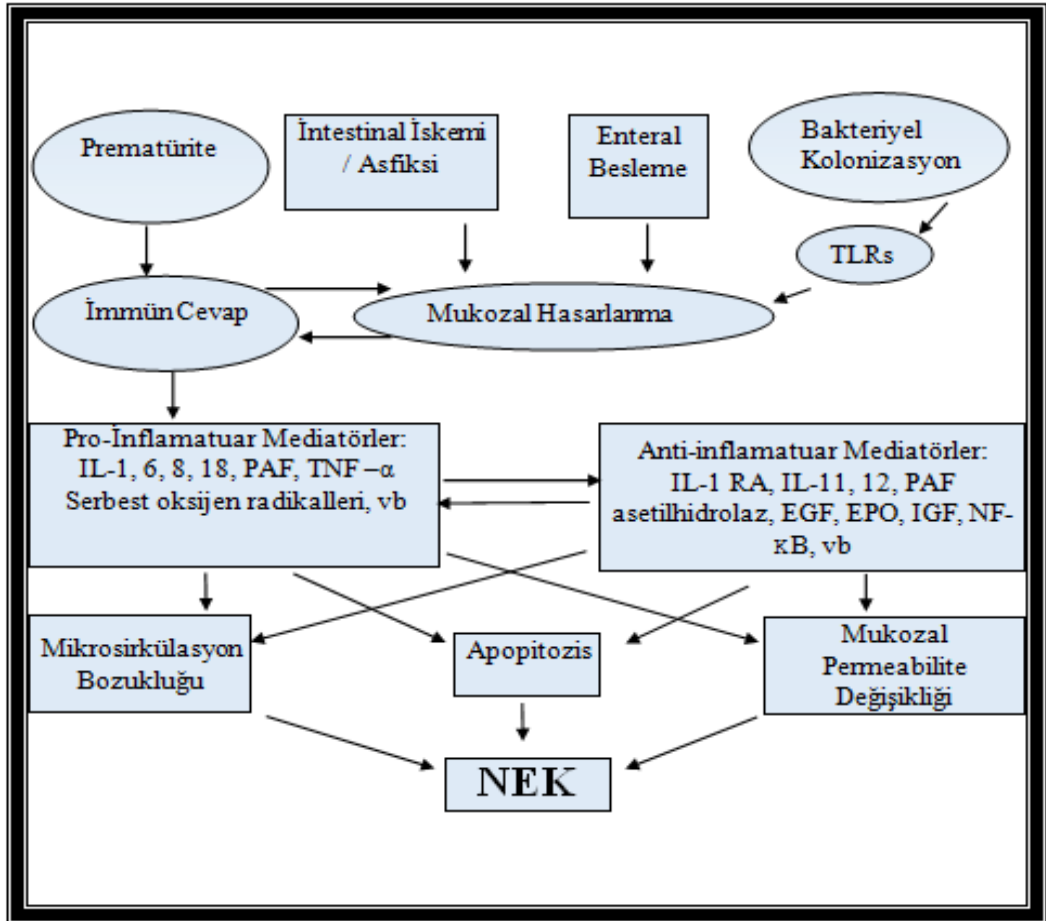 Prematürite
İntestinal İskemi
/ Asfiksi
Enteral
Besleme
Bakteriyel
Kolonizasyon
TLRs
İmmün Cevap
Mukozal Hasarlanma
Pro-İnflamatuar Mediatörler:
IL-1, 6, 8, 18, PAF, TNF –α
Serbest oksijen radikalleri, vb
Anti-inflamatuar Mediatörler:
IL-1 RA, IL-11, 12, PAF
asetilhidrolaz, EGF, EPO, IGF, NF-
κB, vb
Mikrosirkülasyon
Bozukluğu
Apopitozis
Mukozal
Permeabilite
Değişikliği
NEK